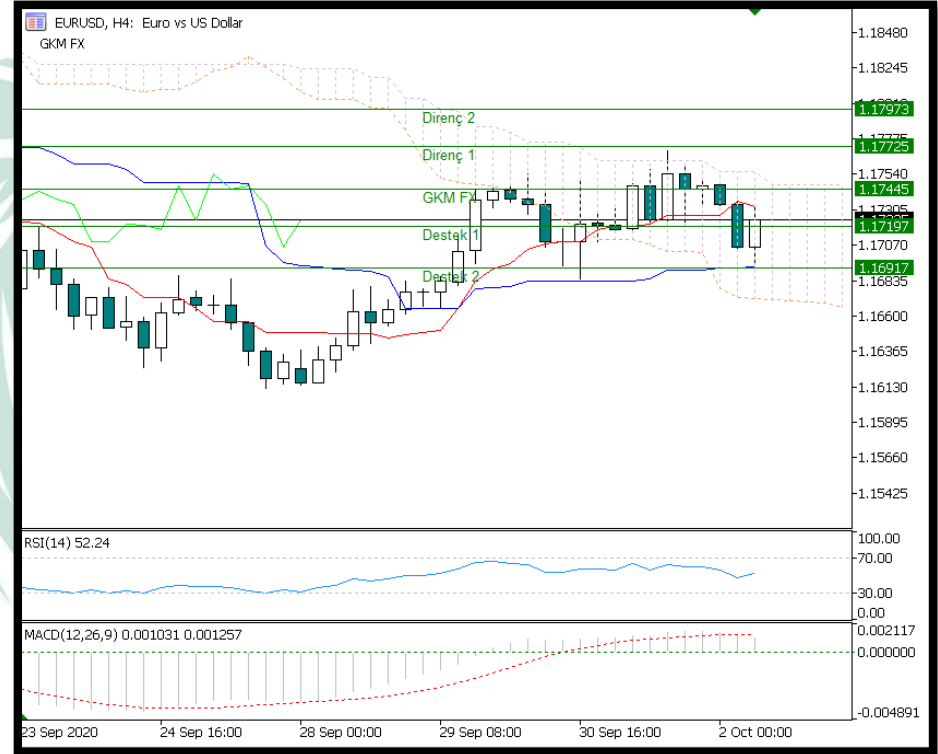 EURUSD, H4: Euro vs US Dollar
GKM FX
1.18480
1.18245
1.17973
Direnç 2
1.17775
1.17725
Direnç 1
1.17540
1.17445
GKM FX
1.17305
1.17197
Destek 1
1.17070
1.16917
Destek 2
1.16835
1.16600
1.16365
1.16130
1.15895
1.15660
1.15425
RSI(14) 52.24
100.00
70.00
30.00
0.00
MACD(12,26,9) 0.001031 0.001257
0.002117
0.000000
-0.004891
23 Sep 2020
24 Sep 16:00
28 Sep 00:00
29 Sep 08:00
30 Sep 16:00
2 Oct 00:00